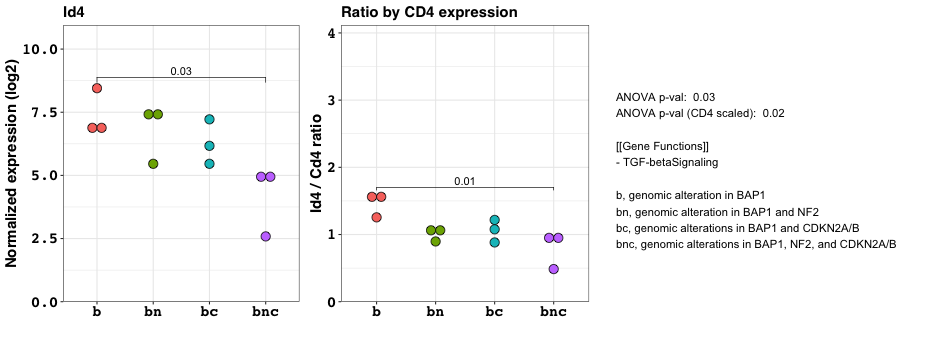 Id4
Normalized expression (log2)
10.0
7.5
5.0
2.5
0.0
0.03
b bn bc bnc
Ratio by CD4 expression
Id4 / Cd4 ratio
4
3
2
1
0
0.01
b bn bc bnc
ANOVA p-val: 0.03
ANOVA p-val (CD4 scaled): 0.02
[[Gene Functions]]
- TGF-betaSignaling
b, genomic alteration in BAP1
bn, genomic alteration in BAP1 and NF2
bc, genomic alterations in BAP1 and CDKN2A/B
bnc, genomic alterations in BAP1, NF2, and CDKN2A/B